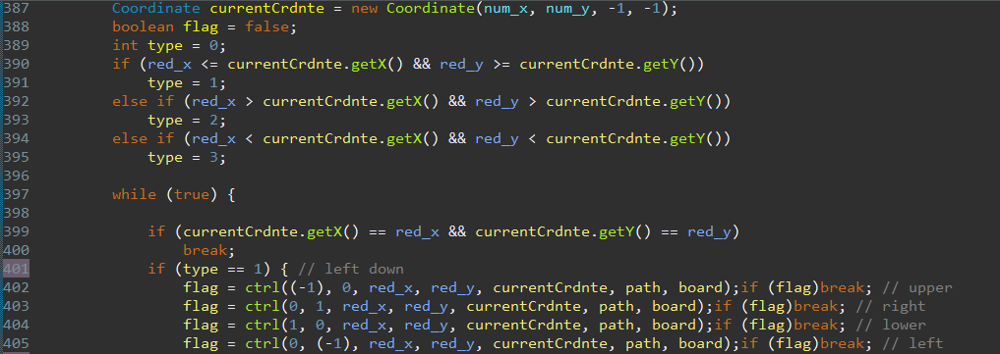 387 Coordinate currentCrdnte = new Coordinate(num_x, num_y, -1, -1);
388 boolean flag = false;
389 int type = 0;
390 if (red_x <= currentCrdnte.getX() && red_y >= currentCrdnte.getY())
391 type = 1;
392 else if (red_x > currentCrdnte.getX() && red_y > currentCrdnte.getY())
393 type = 2;
394 else if (red_x < currentCrdnte.getX() && red_y < currentCrdnte.getY())
395 type = 3;
396
397 while (true) {
398
399 if (currentCrdnte.getX() == red_x && currentCrdnte.getY() == red_y)
400 break;
401 if (type == 1) { // left down
402 flag = ctrl((-1), 0, red_x, red_y, currentCrdnte, path, board);if (flag)break; // upper
403 flag = ctrl(0, 1, red_x, red_y, currentCrdnte, path, board);if (flag)break; // right
404 flag = ctrl(1, 0, red_x, red_y, currentCrdnte, path, board);if (flag)break; // lower
405 flag = ctrl(0, (-1), red_x, red_y, currentCrdnte, path, board);if (flag)break; // left